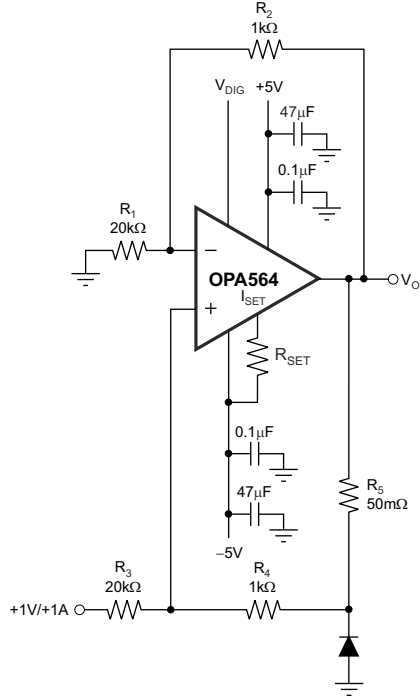 R2
1kΩ
VDIG +5V
47µF
0.1µF
R1
20kΩ
−
OPA564
ISET
+
VO
RSET
0.1µF
R5
50mΩ
47µF
−5V
R3
20kΩ
R4
1kΩ
+1V/+1A